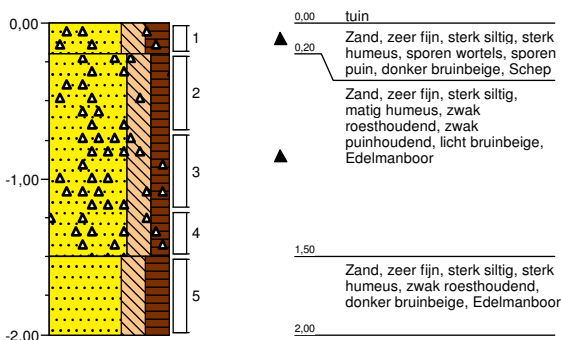 0,00
-1,00
-2,00
1
2
3
4
5
0,00
tuin
Zand, zeer fijn, sterk siltig, sterk
humeus, sporen wortels, sporen
puin, donker bruinbeige, Schep
0,20
Zand, zeer fijn, sterk siltig,
matig humeus, zwak
roesthoudend, zwak
puinhoudend, licht bruinbeige,
Edelmanboor
1,50
Zand, zeer fijn, sterk siltig, sterk
humeus, zwak roesthoudend,
donker bruinbeige, Edelmanboor
2,00